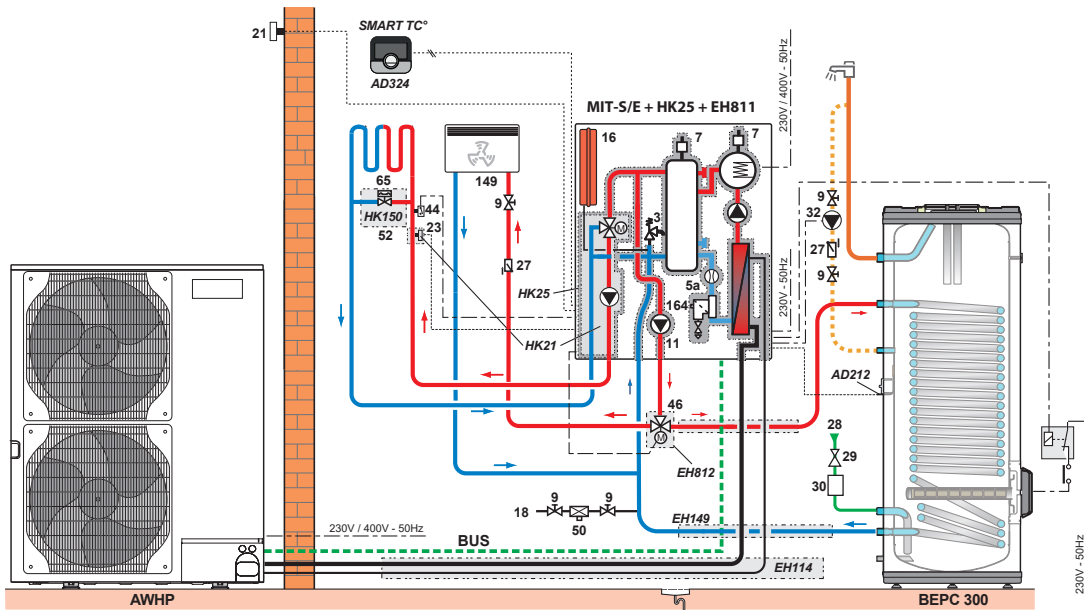 SMART TC°
21
AD324
MIT-S/E + HK25 + EH811
230V / 400V - 50Hz
16
7
7
65
149
HK150
44
9
3
9
32
23
52
M
27
27
5a
9
HK25
164
230V - 50Hz
HK21
11
AD212
46
28
M
29
EH812
30
9
9
18
50
EH149
230V / 400V - 50Hz
BUS
EH114
230V - 50Hz
AWHP
BEPC 300